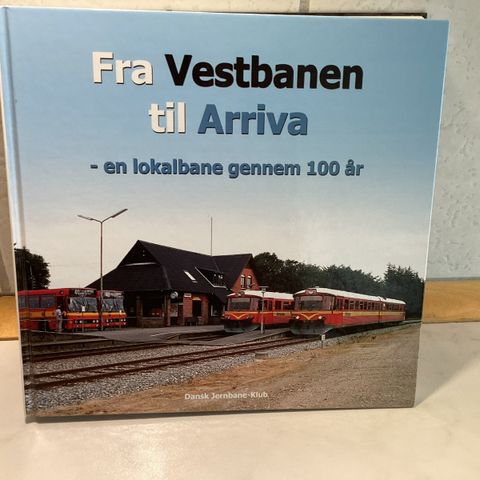 Fra Vestbanen
til Arriva
- en lokalbane gennem 100 år
Dansk Jernbane-Klub